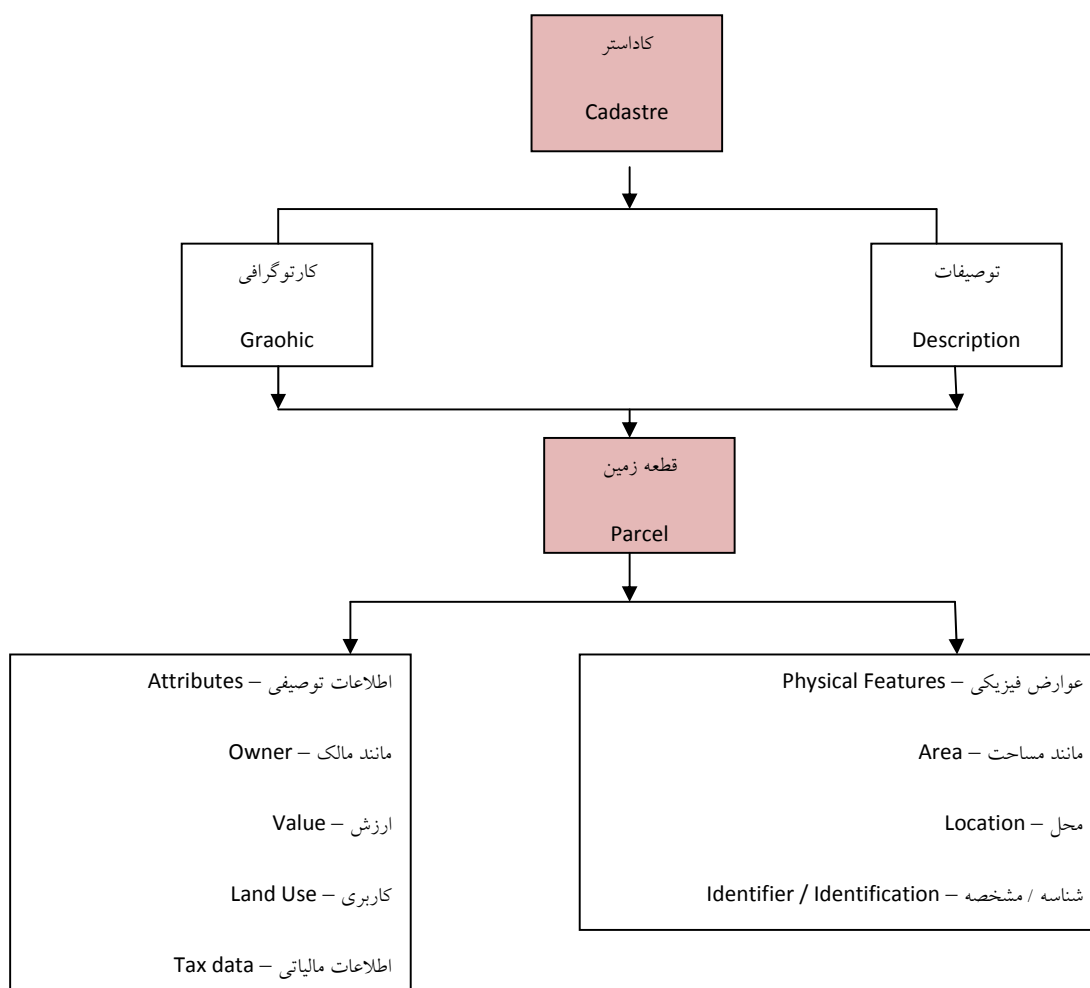 کاداستر
Cadastre
توصیفات
Description
کارتوگرافی
Graohic
قطعه زمین
Parcel
عوارض فیزیکی – Physical Features
مانند مساحت – Area
محل – Location
شناسه / مشخصه – Identifier / Identification
اطلاعات توصیفی – Attributes
مانند مالک – Owner
ارزش – Value
کاربری – Land Use
اطلاعات مالیاتی – Tax data